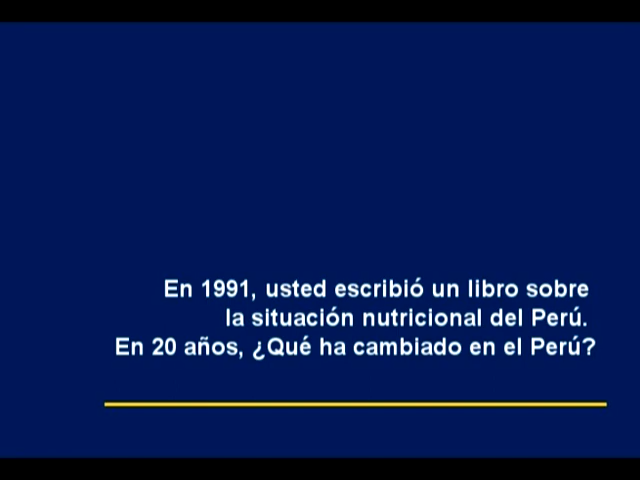 En 1991, usted escribió un libro sobre
la situación nutricional del Perú.
En 20 años, ¿Qué ha cambiado en el Perú?